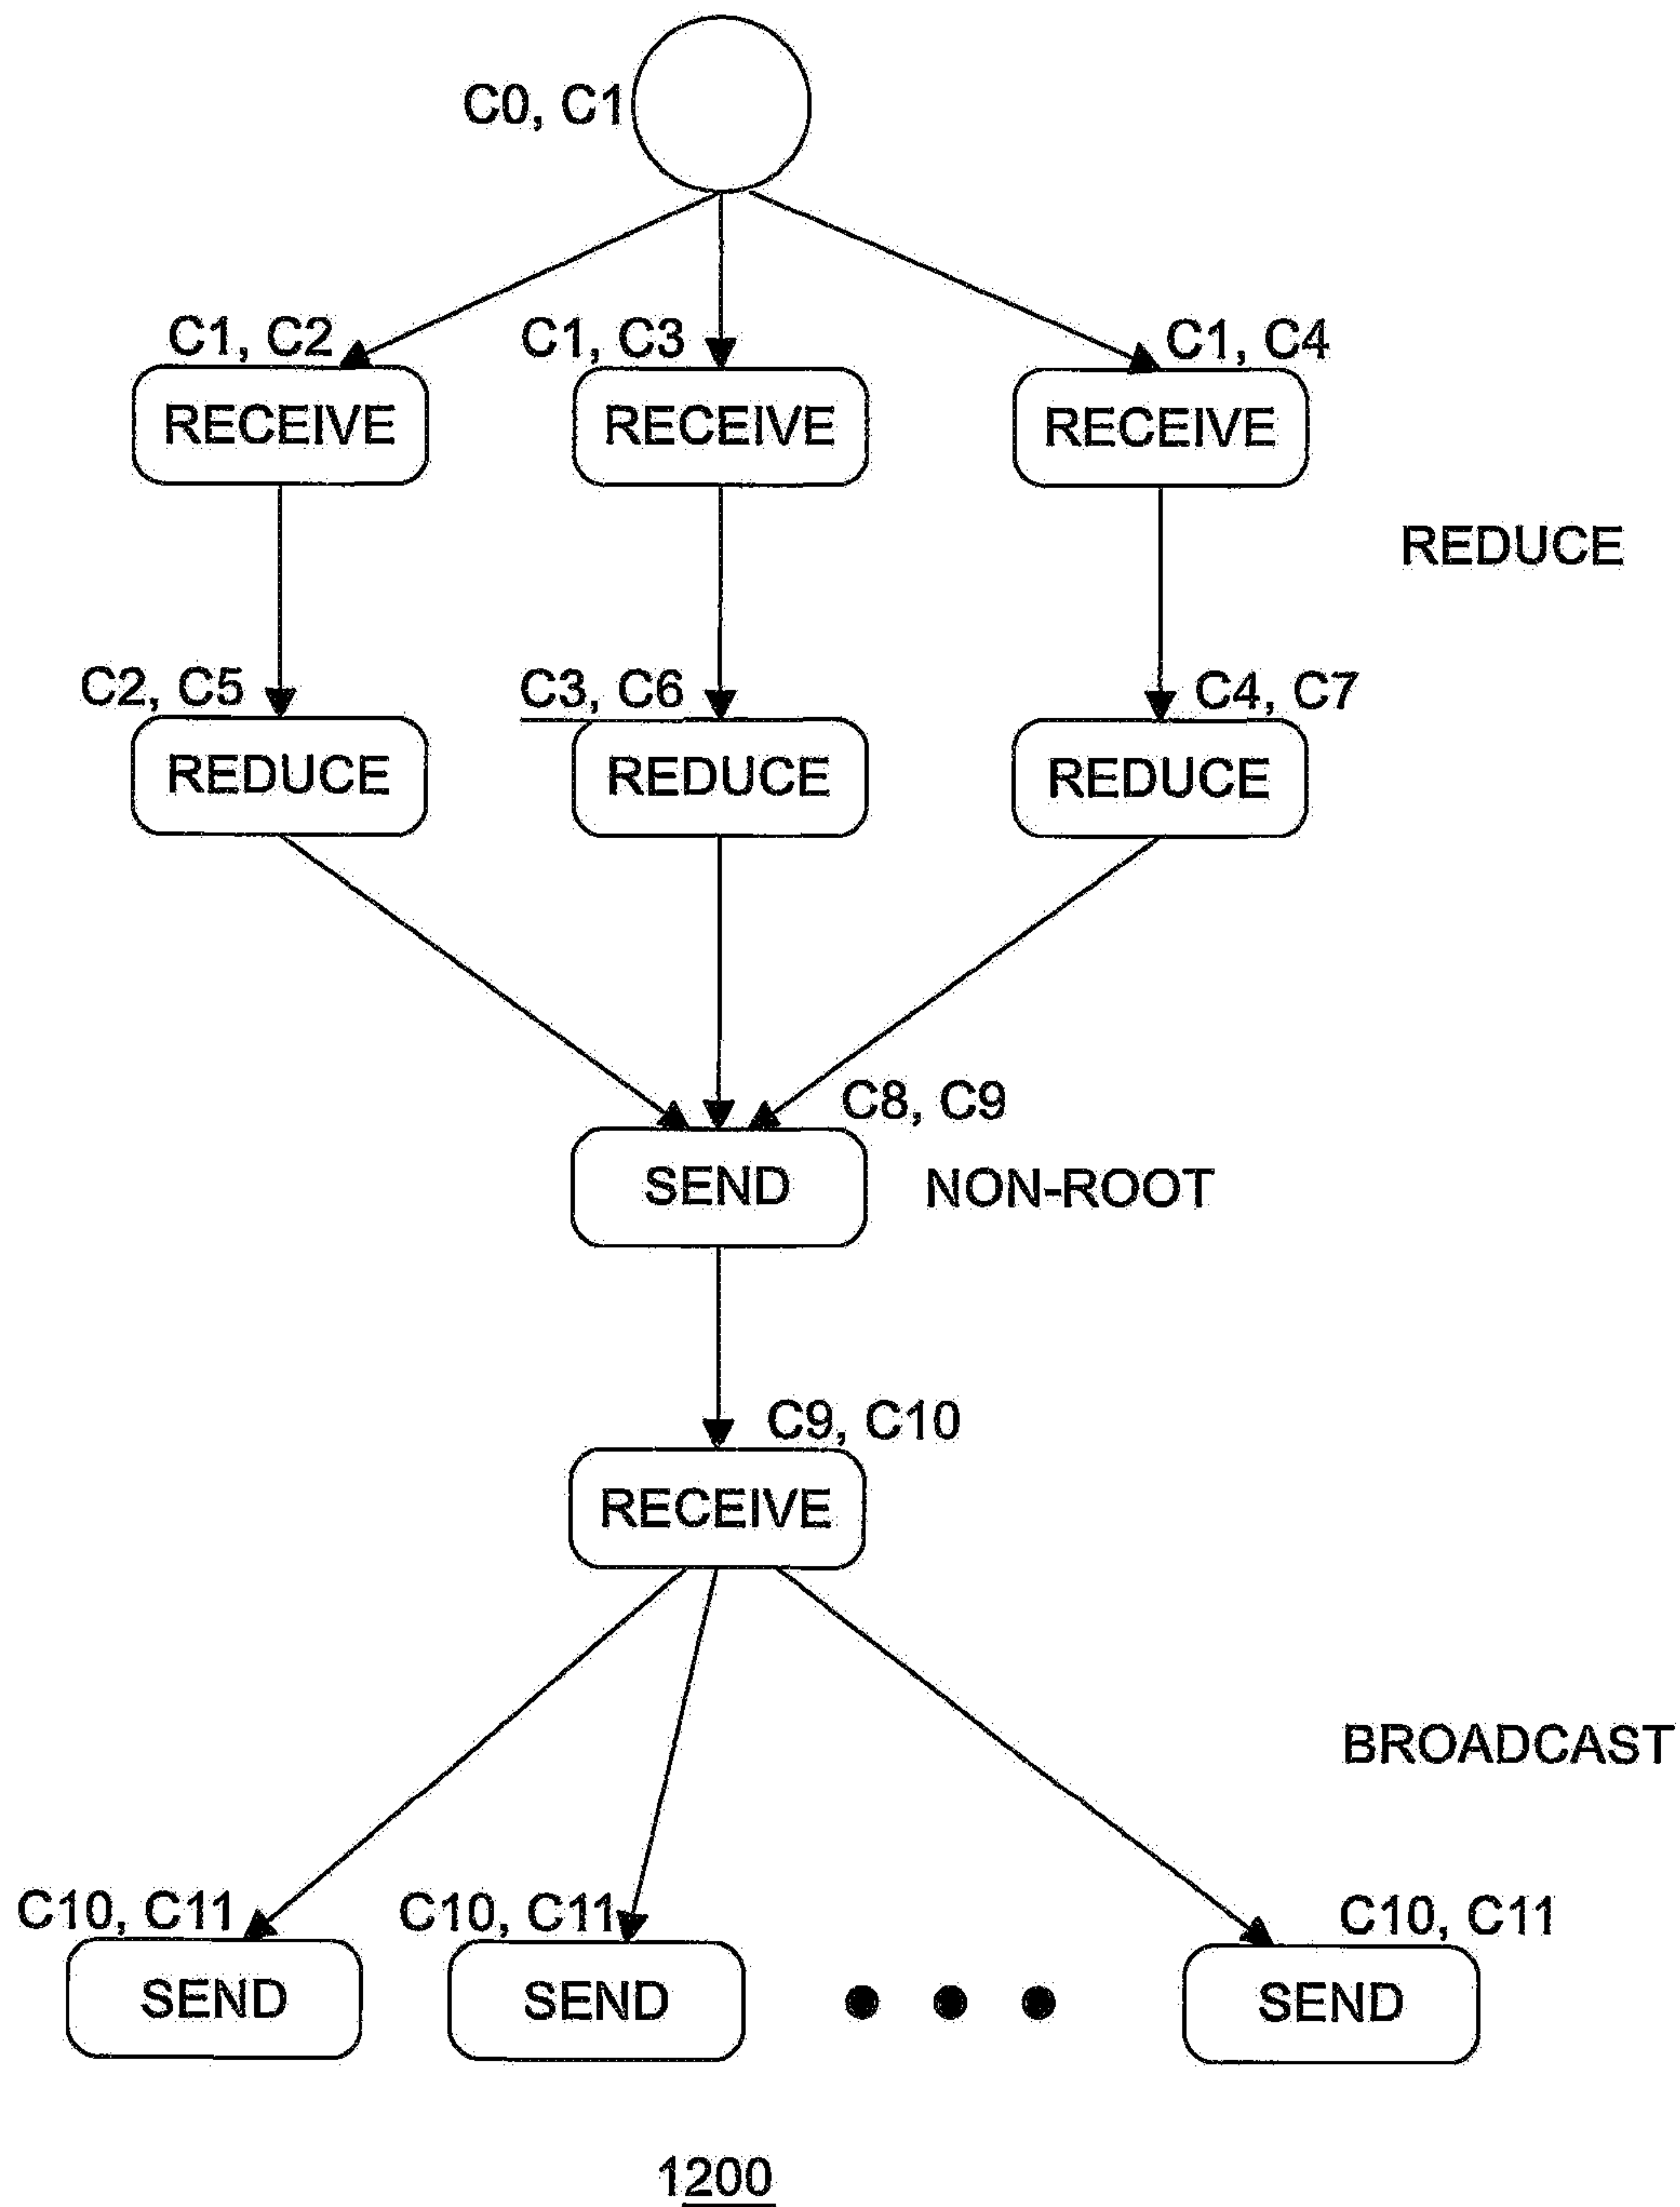 C0, C1
C1, C2
C1, C3
C1, C4
RECEIVE
RECEIVE
RECEIVE
REDUCE
C2, C5
C3, C6
C4, C7
REDUCE
REDUCE
REDUCE
C8, C9
SEND
NON-ROOT
C9, C10
RECEIVE
BROADCAST
C10, C11
C10, C11
C10, C11
SEND
SEND
SEND
1200